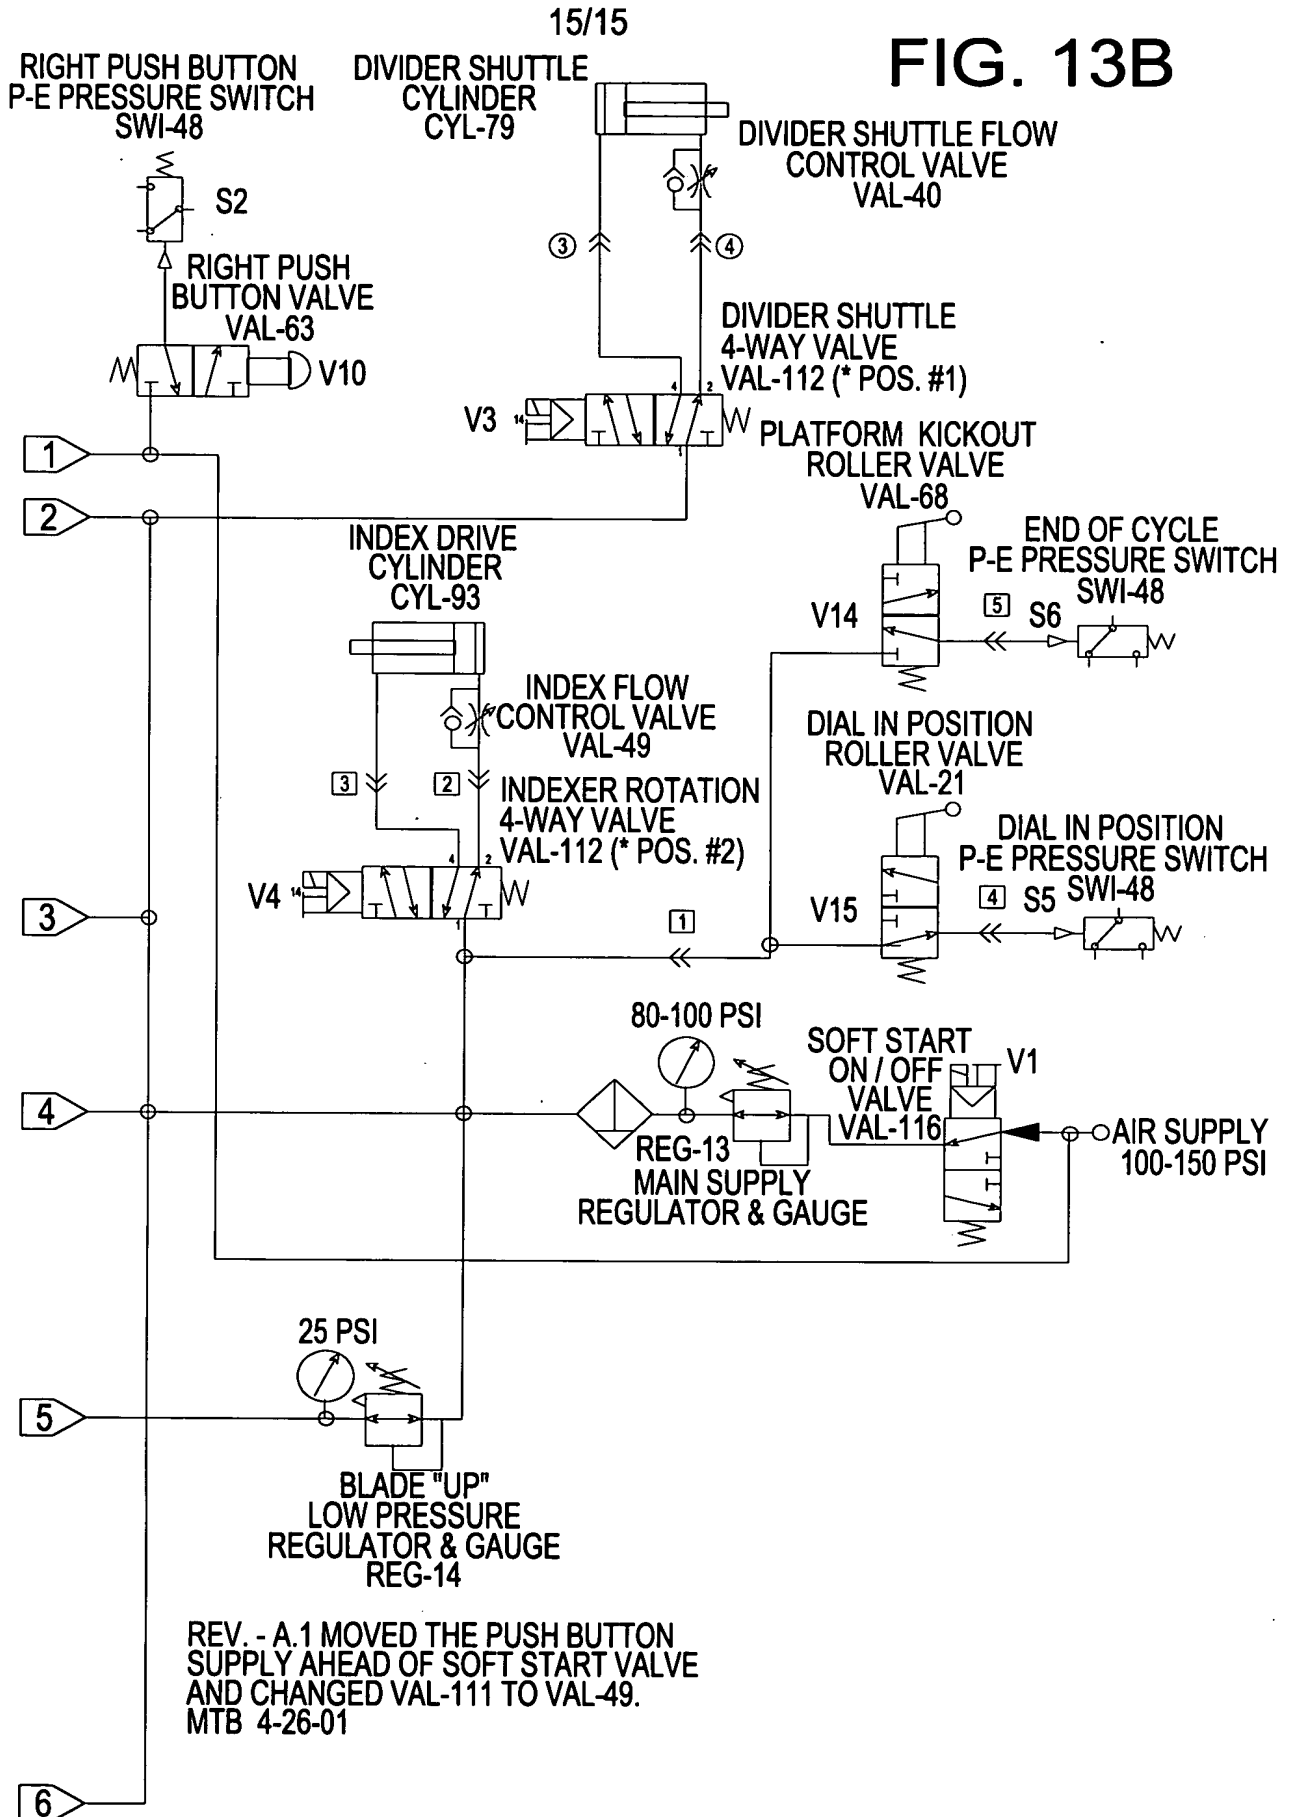 15/15
FIG. 13B
RIGHT PUSH BUTTON
P-E PRESSURE SWITCH
SWI-48
S2
DIVIDER SHUTTLE
CYLINDER
CYL-79
DIVIDER SHUTTLE FLOW
CONTROL VALVE
VAL-40
3
4
RIGHT PUSH
BUTTON VALVE
VAL-63
V10
DIVIDER SHUTTLE
4-WAY VALVE
VAL-112 (* POS. #1)
4
2
V3
14
1
1
2
PLATFORM KICKOUT
ROLLER VALVE
VAL-68
V14
END OF CYCLE
P-E PRESSURE SWITCH
SWI-48
5
S6
INDEX DRIVE
CYLINDER
CYL-93
INDEX FLOW
CONTROL VALVE
VAL-49
3
2
INDEXER ROTATION
4-WAY VALVE
VAL-112 (* POS. #2)
4
2
V4
14
1
DIAL IN POSITION
ROLLER VALVE
VAL-21
V15
DIAL IN POSITION
P-E PRESSURE SWITCH
SWI-48
4
S5
3
1
80-100 PSI
REG-13
MAIN SUPPLY
REGULATOR & GAUGE
SOFT START
ON / OFF
VALVE
VAL-116
V1
AIR SUPPLY
100-150 PSI
4
25 PSI
5
BLADE "UP"
LOW PRESSURE
REGULATOR & GAUGE
REG-14
REV. - A.1 MOVED THE PUSH BUTTON
SUPPLY AHEAD OF SOFT START VALVE
AND CHANGED VAL-111 TO VAL-49.
MTB 4-26-01
6